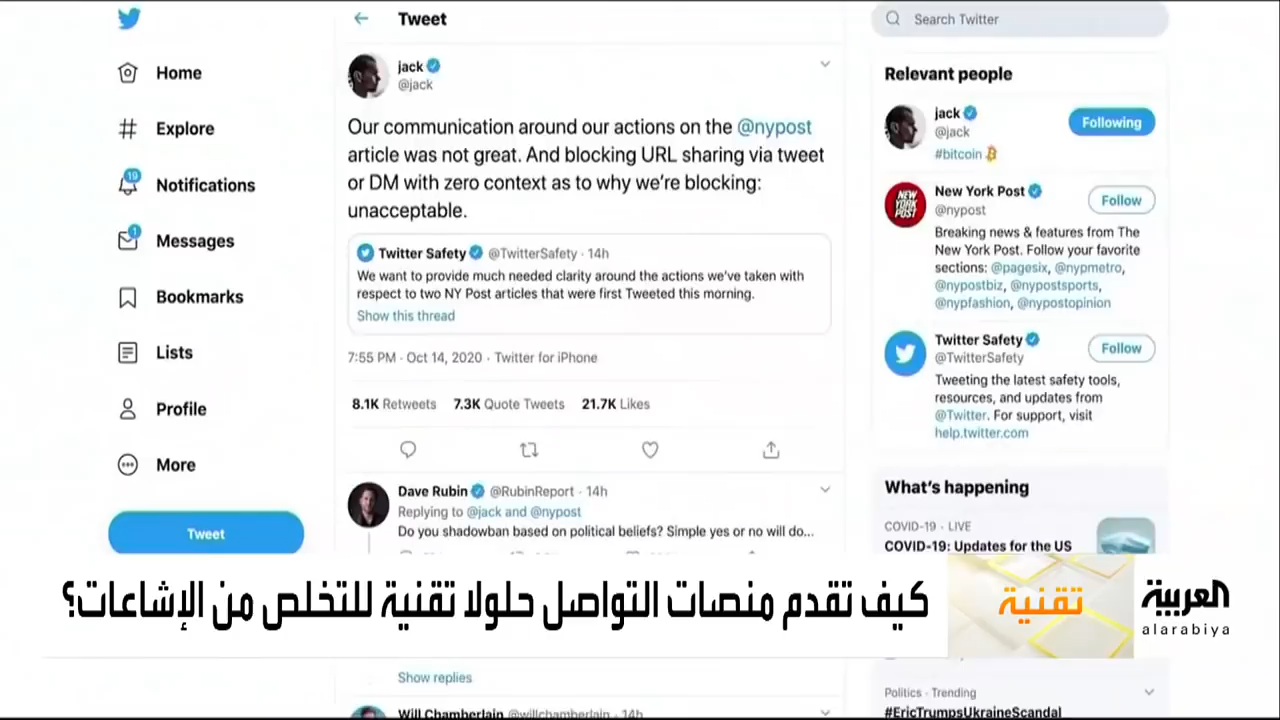 Home
Explore
19
Notifications
1
Messages
Bookmarks
Lists
Profile
More
Tweet
Tweet
jack
@jack
Our communication around our actions on the @nypost
article was not great. And blocking URL sharing via tweet
or DM with zero context as to why we're blocking:
unacceptable.
Twitter Safety @TwitterSafety · 14h
We want to provide much needed clarity around the actions we've taken with
respect to two NY Post articles that were first Tweeted this morning.
Show this thread
7:55 PM · Oct 14, 2020 · Twitter for iPhone
8.1K Retweets 7.3K Quote Tweets 21.7K Likes
Dave Rubin @RubinReport · 14h
Replying to @jack and @nypost
Do you shadowban based on political beliefs? Simple yes or no will do...
Show replies
Will Chamberlain @willchamberlain · 14h
Search Twitter
Relevant people
jack
@jack
Following
#bitcoin
NEW
YORK
POST
New York Post
@nypost
Follow
Breaking news & features from The
New York Post. Follow your favorite
sections: @pagesix, @nypmetro,
@nypostbiz, @nypostsports,
@nypfashion, @nypostopinion
Twitter Safety
@TwitterSafety
Follow
Tweeting the latest safety tools,
resources, and updates from
@Twitter. For support, visit
help.twitter.com
What's happening
COVID-19 · LIVE
COVID-19: Updates for the US
Politics · Trending
#EricTrumpsUkraineScandal
العربية
alarabiya
تقنية
كيف تقدم منصات التواصل حلولا تقنية للتخلص من الإشاعات؟